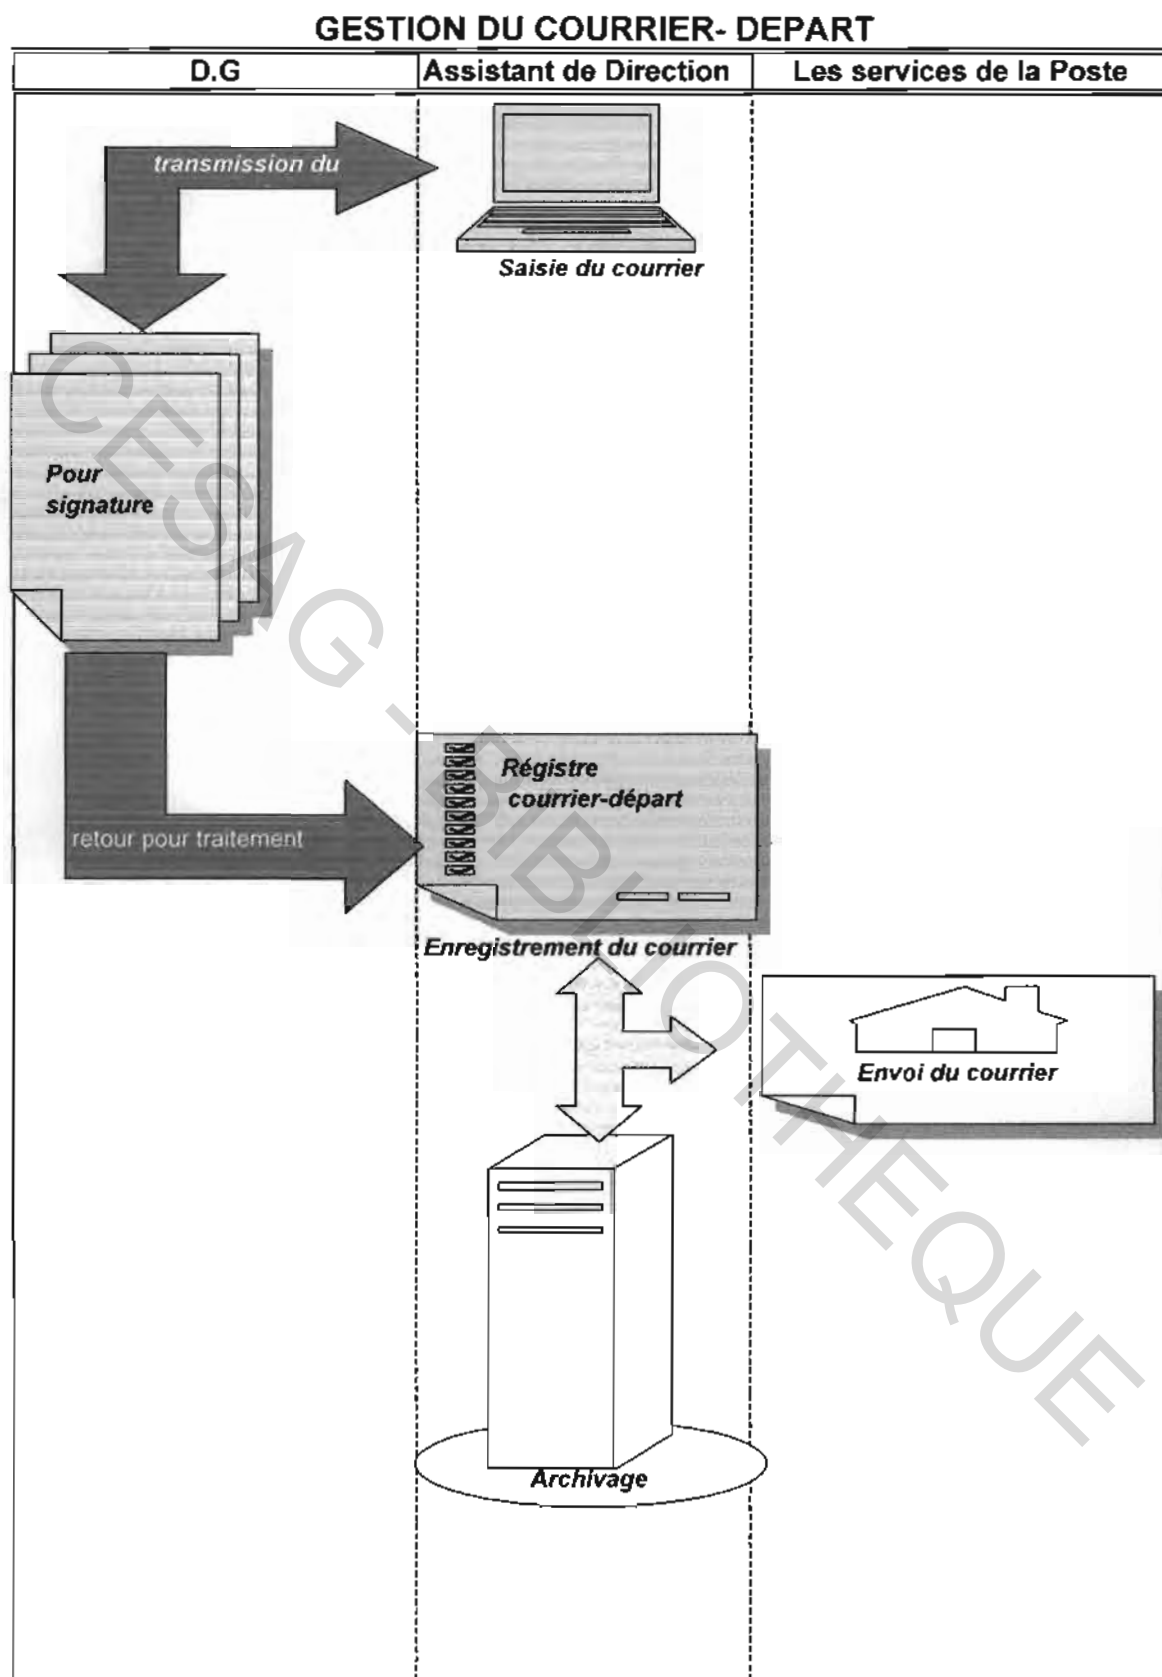 GESTION DU COURRIER- DEPART
D.G
Assistant de Direction
Les services de la Poste
transmission du
Saisie du courrier
Pour
signature
Régistre
courrier-départ
retour pour traitement
Enregistrement du courrier
Envoi du courrier
Archivage
CESAG - BIBLIOTHEQUE